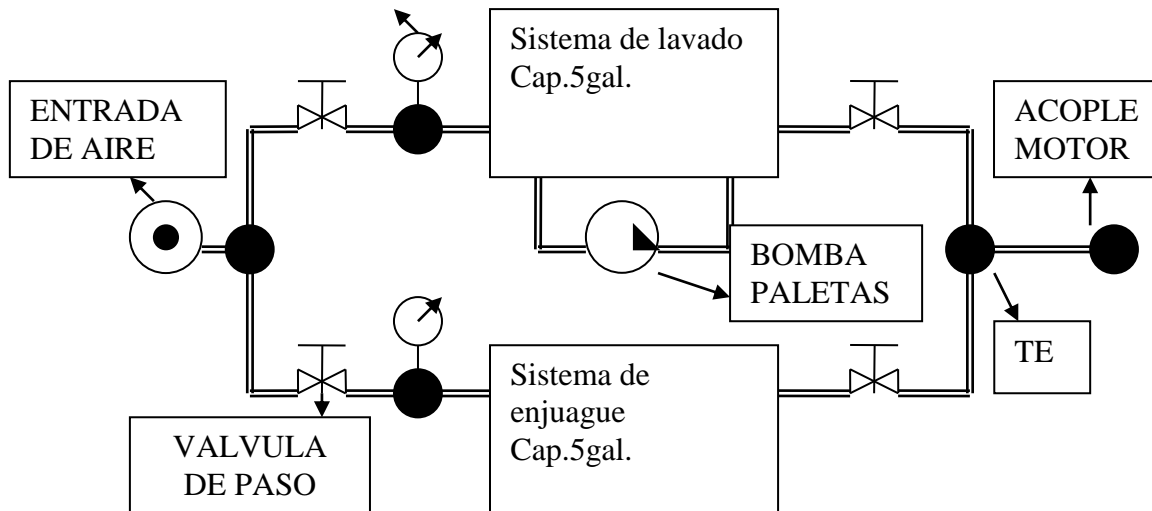 Sistema de lavado
Cap.5gal.
ENTRADA
DE AIRE
ACOPLE
MOTOR
BOMBA
PALETAS
TE
Sistema de
enjuague
Cap.5gal.
VALVULA
DE PASO